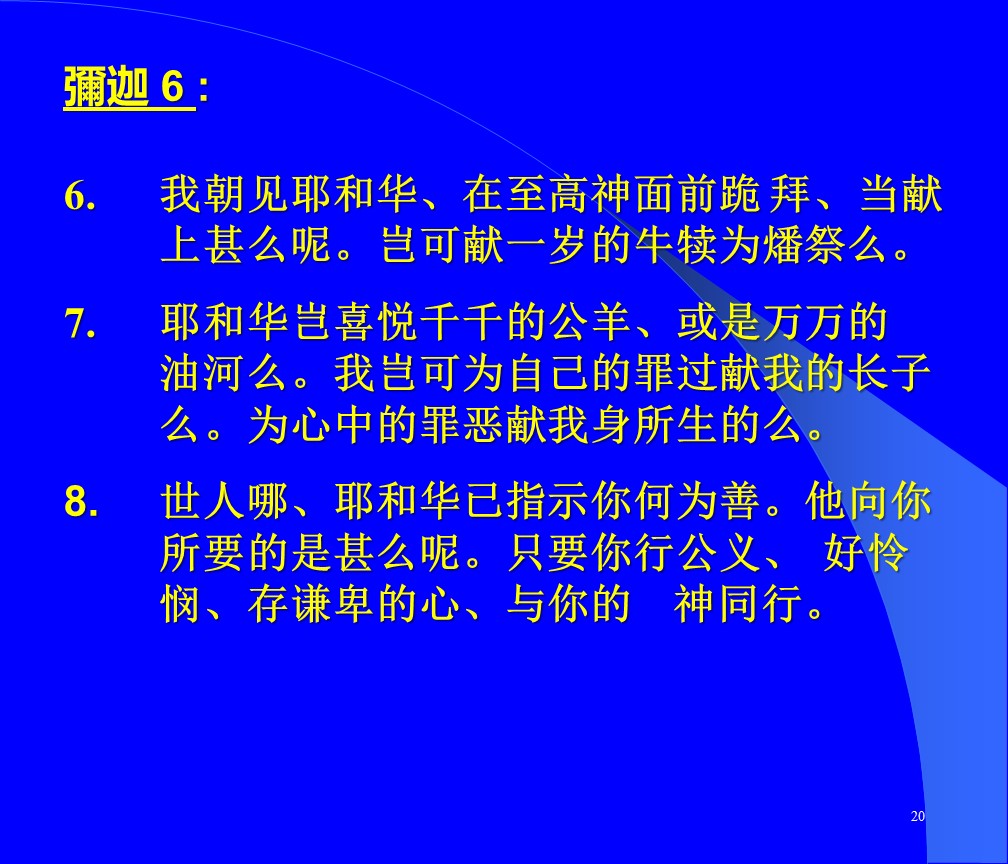 彌迦 6 :
6. 我朝见耶和华、在至高神面前跪 拜、当献
上甚么呢。岂可献一岁的牛犊为燔祭么。
7. 耶和华岂喜悦千千的公羊、或是万万的
油河么。我岂可为自己的罪过献我的长子
么。为心中的罪恶献我身所生的么。
8. 世人哪、耶和华已指示你何为善。他向你
所要的是甚么呢。只要你行公义、 好怜
悯、存谦卑的心、与你的　神同行。
20